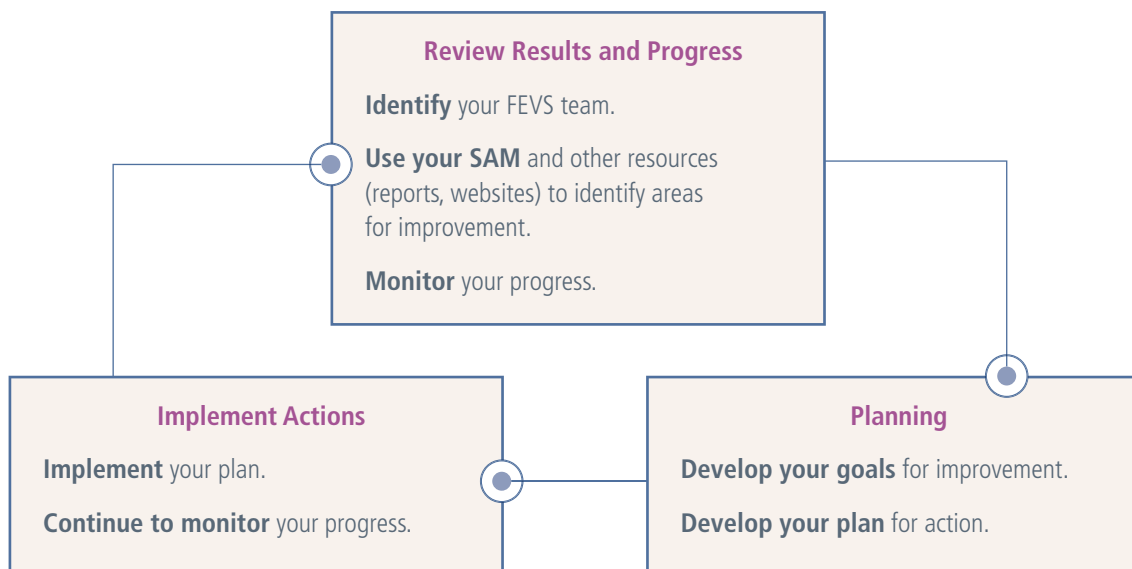 Review Results and Progress
Identify your FEVS team.
Use your SAM and other resources
(reports, websites) to identify areas
for improvement.
Monitor your progress.
Implement Actions
Implement your plan.
Continue to monitor your progress.
Planning
Develop your goals for improvement.
Develop your plan for action.